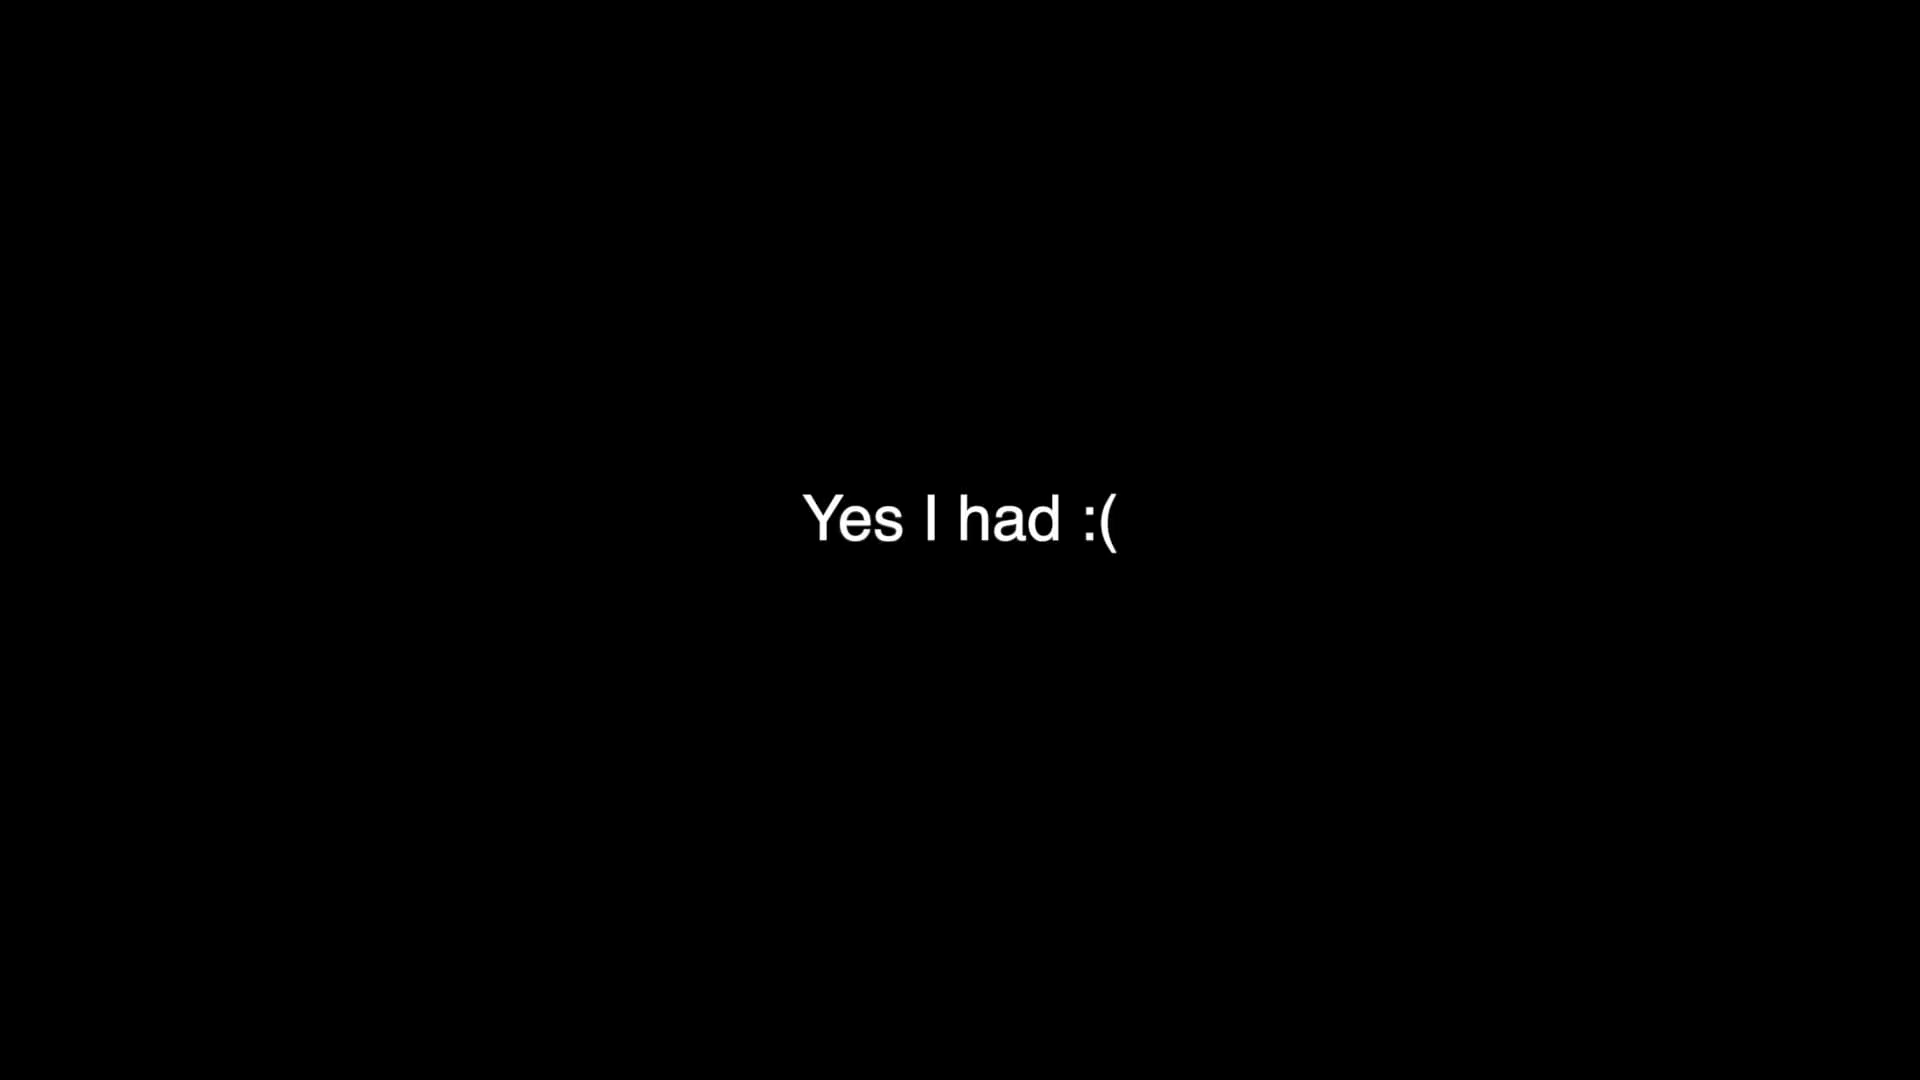 Yes I had :(